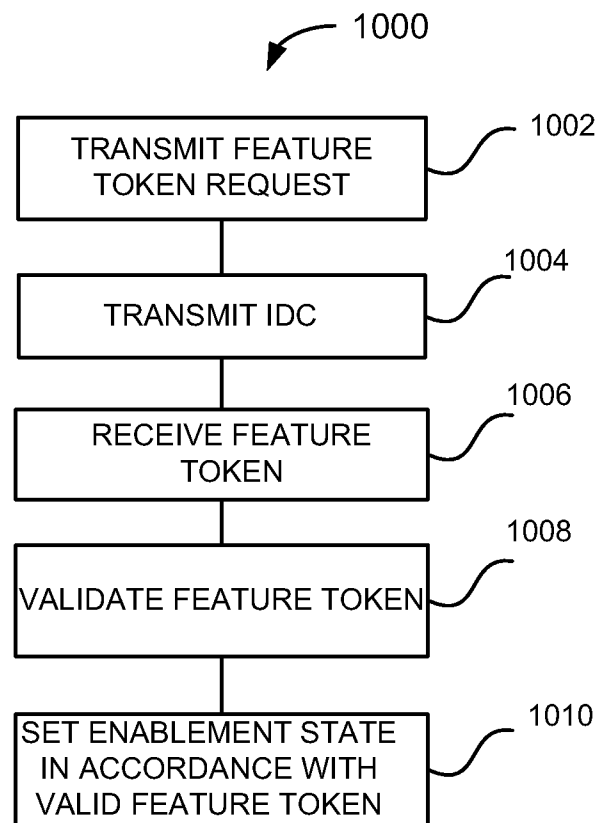 1000
TRANSMIT FEATURE
TOKEN REQUEST
1002
TRANSMIT IDC
1004
RECEIVE FEATURE
TOKEN
1006
VALIDATE FEATURE TOKEN
1008
SET ENABLEMENT STATE
IN ACCORDANCE WITH
VALID FEATURE TOKEN
1010